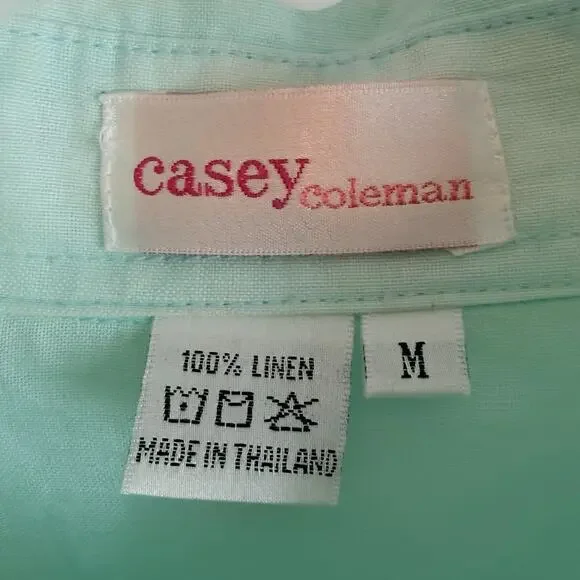 casey coleman
100% LINEN
M
MADE IN THAILAND